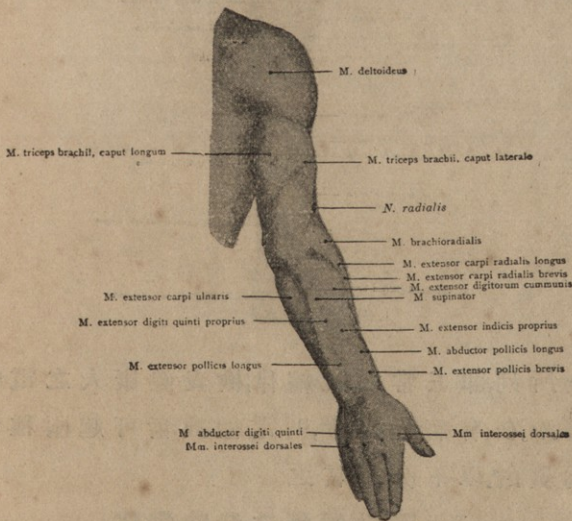 M. deltoideus
M. triceps brachii, caput longum
M. triceps brachii, caput laterale
N. radialis
M. brachioradialis
M. extensor carpi radialis longus
M. extensor carpi radialis brevis
M. extensor digitorum cummunis
M. extensor carpi ulnaris
M supinator
M. extensor digiti quinti proprius
M. extensor indicis proprius
M. abductor pollicis longus
M. extensor pollicis longus
M. extensor pollicis brevis
M abductor digiti quinti
Mm interossei dorsales
Mm. interossei dorsales